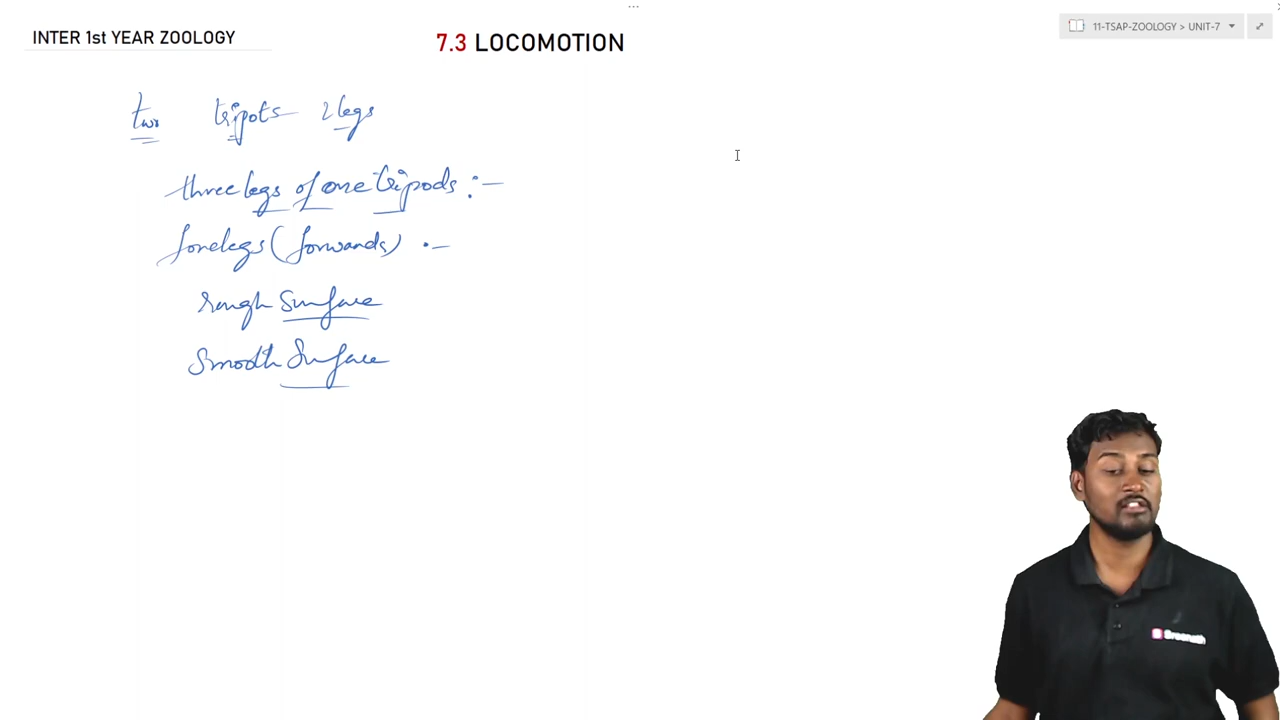 INTER 1st YEAR ZOOLOGY
7.3 LOCOMOTION
11-TSAP-ZOOLOGY > UNIT-7
two tripots 2legs
three legs of one tripods :-
forelegs (forwards) :-
rough surface
smooth surface